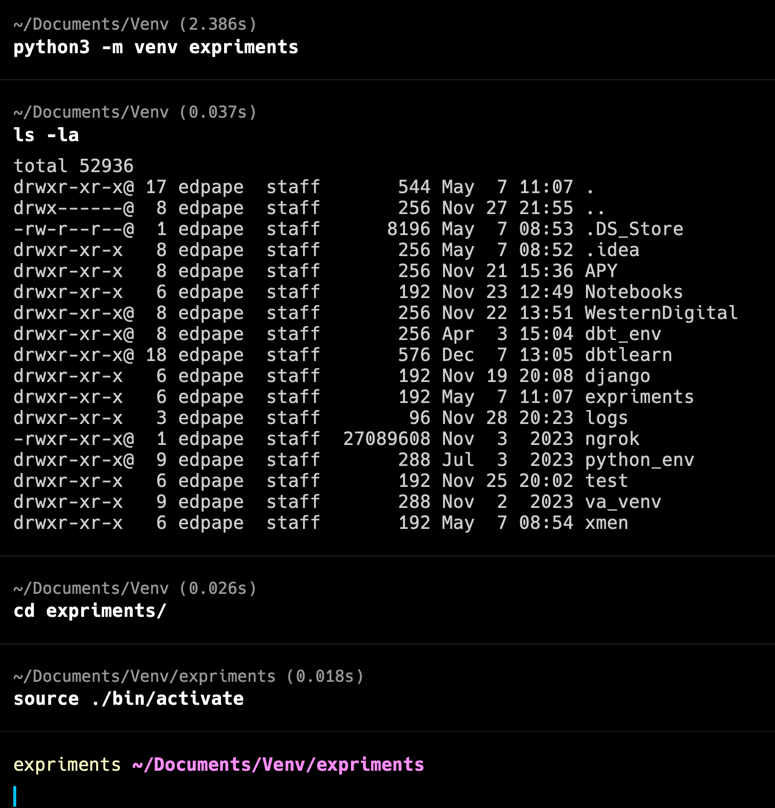 ~/Documents/Venv (2.386s)
python3 -m venv expriments
~/Documents/Venv (0.037s)
ls -la
total 52936
drwxr-xr-x@ 17 edpape  staff       544 May  7 11:07 .
drwx------@  8 edpape  staff       256 Nov 27 21:55 ..
-rw-r--r--@  1 edpape  staff      8196 May  7 08:53 .DS_Store
drwxr-xr-x   8 edpape  staff       256 May  7 08:52 .idea
drwxr-xr-x   8 edpape  staff       256 Nov 21 15:36 APY
drwxr-xr-x   6 edpape  staff       192 Nov 23 12:49 Notebooks
drwxr-xr-x@  8 edpape  staff       256 Nov 22 13:51 WesternDigital
drwxr-xr-x@  8 edpape  staff       256 Apr  3 15:04 dbt_env
drwxr-xr-x@ 18 edpape  staff       576 Dec  7 13:05 dbtlearn
drwxr-xr-x   6 edpape  staff       192 Nov 19 20:08 django
drwxr-xr-x   6 edpape  staff       192 May  7 11:07 expriments
drwxr-xr-x   3 edpape  staff        96 Nov 28 20:23 logs
-rwxr-xr-x@  1 edpape  staff  27089608 Nov  3  2023 ngrok
drwxr-xr-x@  9 edpape  staff       288 Jul  3  2023 python_env
drwxr-xr-x   6 edpape  staff       192 Nov 25 20:02 test
drwxr-xr-x   9 edpape  staff       288 Nov  2  2023 va_venv
drwxr-xr-x   6 edpape  staff       192 May  7 08:54 xmen
~/Documents/Venv (0.026s)
cd expriments/
~/Documents/Venv/expriments (0.018s)
source ./bin/activate
expriments ~/Documents/Venv/expriments